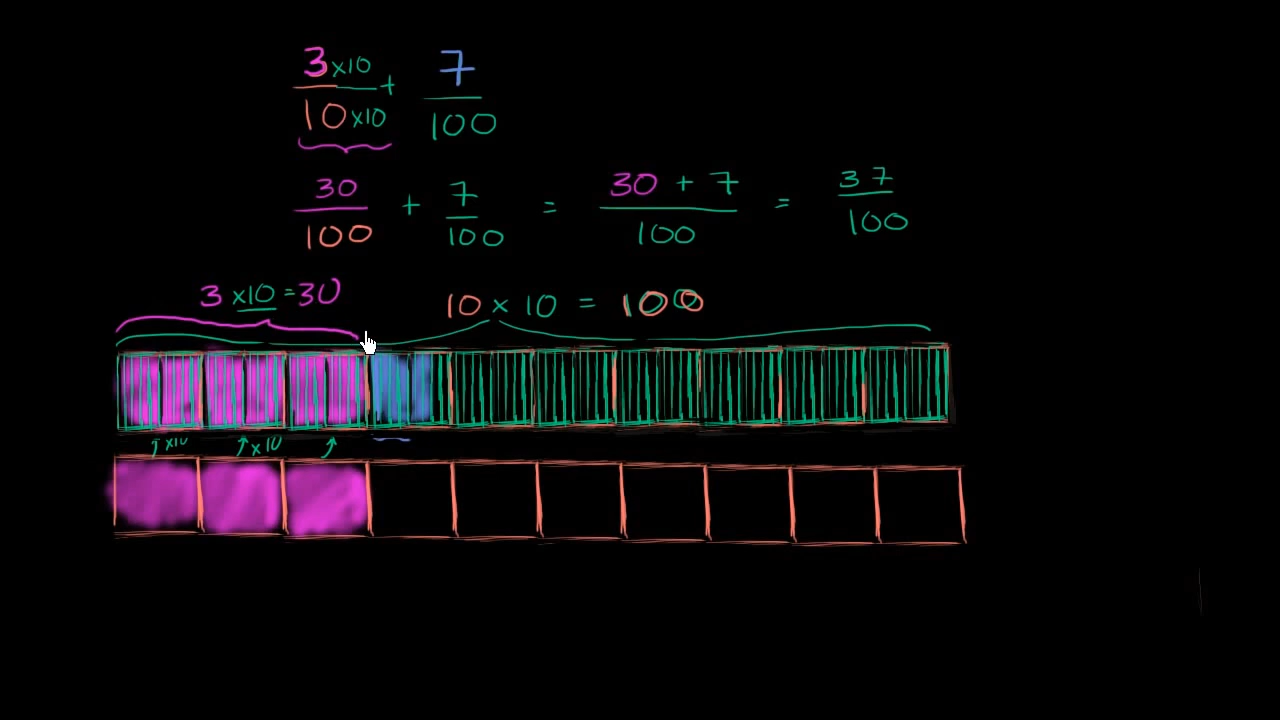 3×10/10×10 + 7/100
30/100 + 7/100 = 30 + 7/100 = 37/100
3 ×10 = 30
10 × 10 = 100
×10 ×10